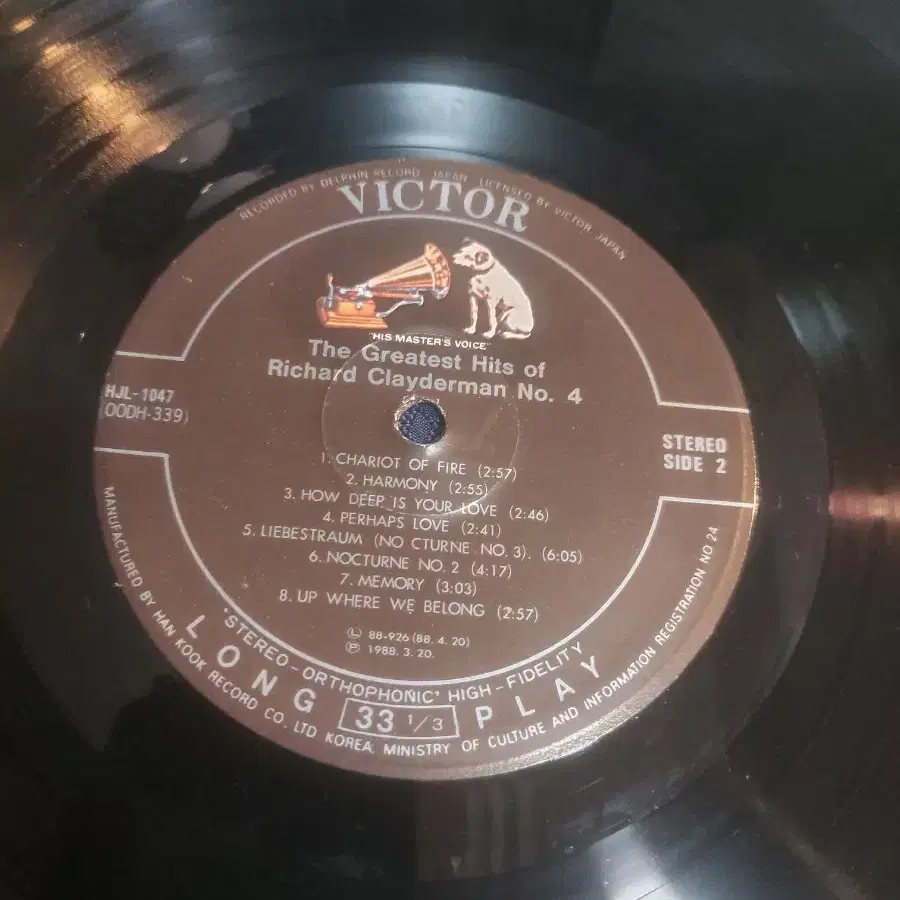 RECORDED BY DELPHIN RECORD JAPAN LICENSED BY VICTOR JAPAN
VICTOR
"HIS MASTER'S VOICE"
The Greatest Hits of
Richard Clayderman No. 4
HJL-1047
(OODH-339)
STEREO
SIDE 2
1. CHARIOT OF FIRE (2:57)
2. HARMONY (2:55)
3. HOW DEEP IS YOUR LOVE (2:46)
4. PERHAPS LOVE (2:41)
5. LIEBESTRAUM (NO CTURNE NO. 3). (6:05)
6. NOCTURNE NO. 2 (4:17)
7. MEMORY (3:03)
8. UP WHERE WE BELONG (2:57)
Ⓛ 88-926 (88. 4. 20)
Ⓟ 1988. 3. 20.
'STEREO-ORTHOPHONIC' HIGH-FIDELITY
LONG 33 1/3 PLAY
MANUFACTURED BY HAN KOOK RECORD CO., LTD KOREA. MINISTRY OF CULTURE AND INFORMATION REGISTRATION NO 24